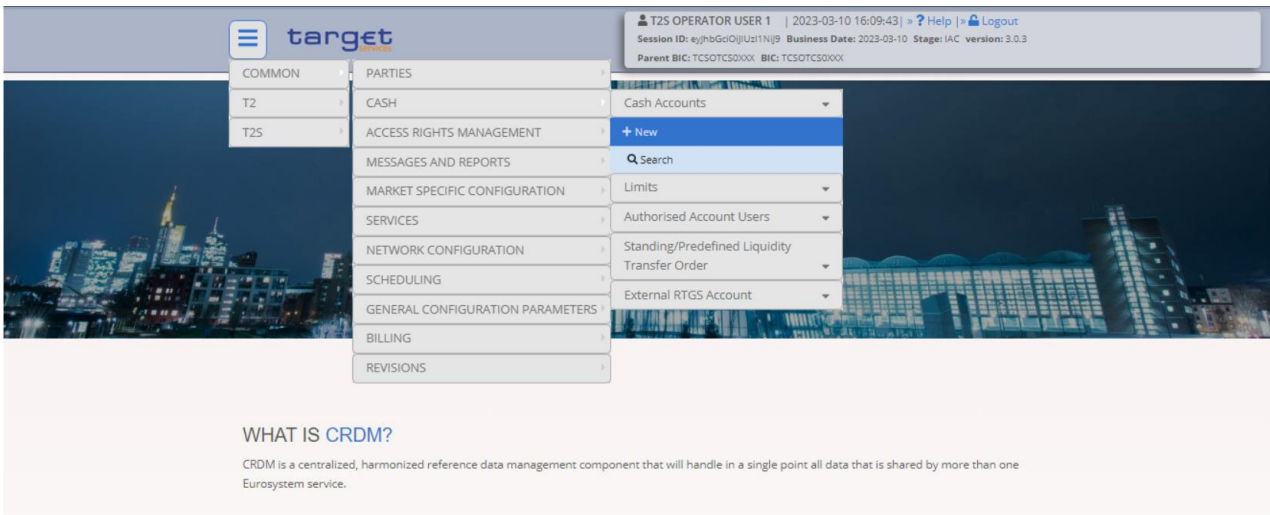 target
services
T2S OPERATOR USER 1 | 2023-03-10 16:09:43| » ? Help |» Logout
Session ID: eyJhbGciOiJIUzI1NiJ9 Business Date: 2023-03-10 Stage: IAC version: 3.0.3
Parent BIC: TCSOTCS0XXX BIC: TCSOTCS0XXX
COMMON
T2
T2S
PARTIES
CASH
ACCESS RIGHTS MANAGEMENT
MESSAGES AND REPORTS
MARKET SPECIFIC CONFIGURATION
SERVICES
NETWORK CONFIGURATION
SCHEDULING
GENERAL CONFIGURATION PARAMETERS
BILLING
REVISIONS
Cash Accounts
+ New
Search
Limits
Authorised Account Users
Standing/Predefined Liquidity
Transfer Order
External RTGS Account
WHAT IS CRDM?
CRDM is a centralized, harmonized reference data management component that will handle in a single point all data that is shared by more than one
Eurosystem service.